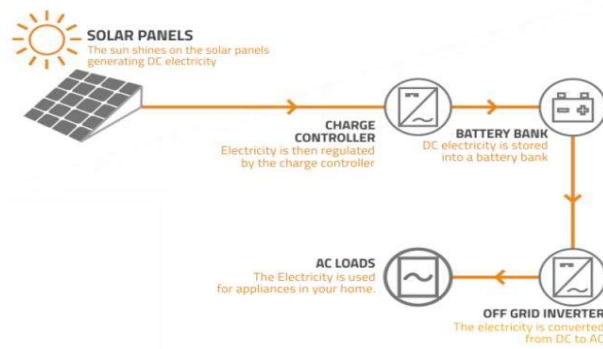 SOLAR PANELS
The sun shines on the solar panels
generating DC electricity
CHARGE
CONTROLLER
Electricity is then regulated
by the charge controller
BATTERY BANK
DC electricity is stored
into a battery bank
AC LOADS
The Electricity is used
for appliances in your home.
OFF GRID INVERTER
The electricity is converted
from DC to AC